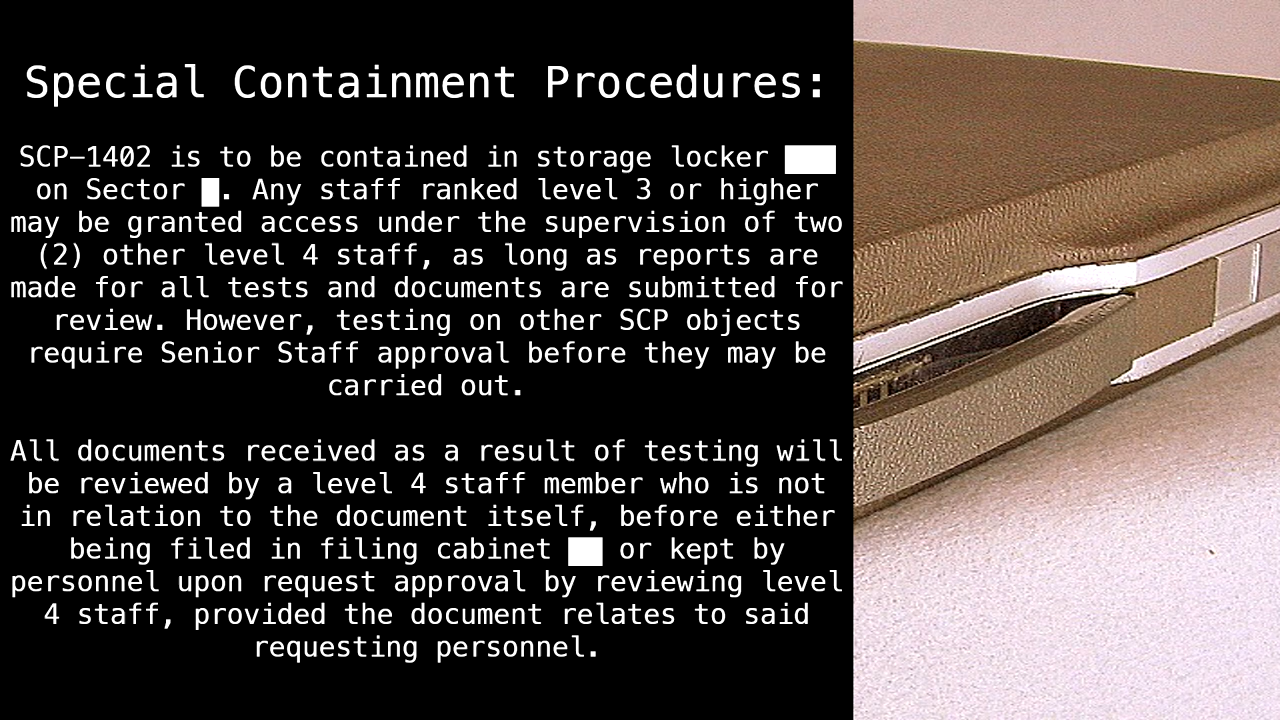 Special Containment Procedures:
SCP—1402 is to be contained in storage locker ███
on Sector █. Any staff ranked level 3 or higher
may be granted access under the supervision of two
(2) other level 4 staff, as long as reports are
made for all tests and documents are submitted for
review. However, testing on other SCP objects
require Senior Staff approval before they may be
carried out.
All documents received as a result of testing will
be reviewed by a level 4 staff member who is not
in relation to the document itself, before either
being filed in filing cabinet ██ or kept by
personnel upon request approval by reviewing level
4 staff, provided the document relates to said
requesting personnel.